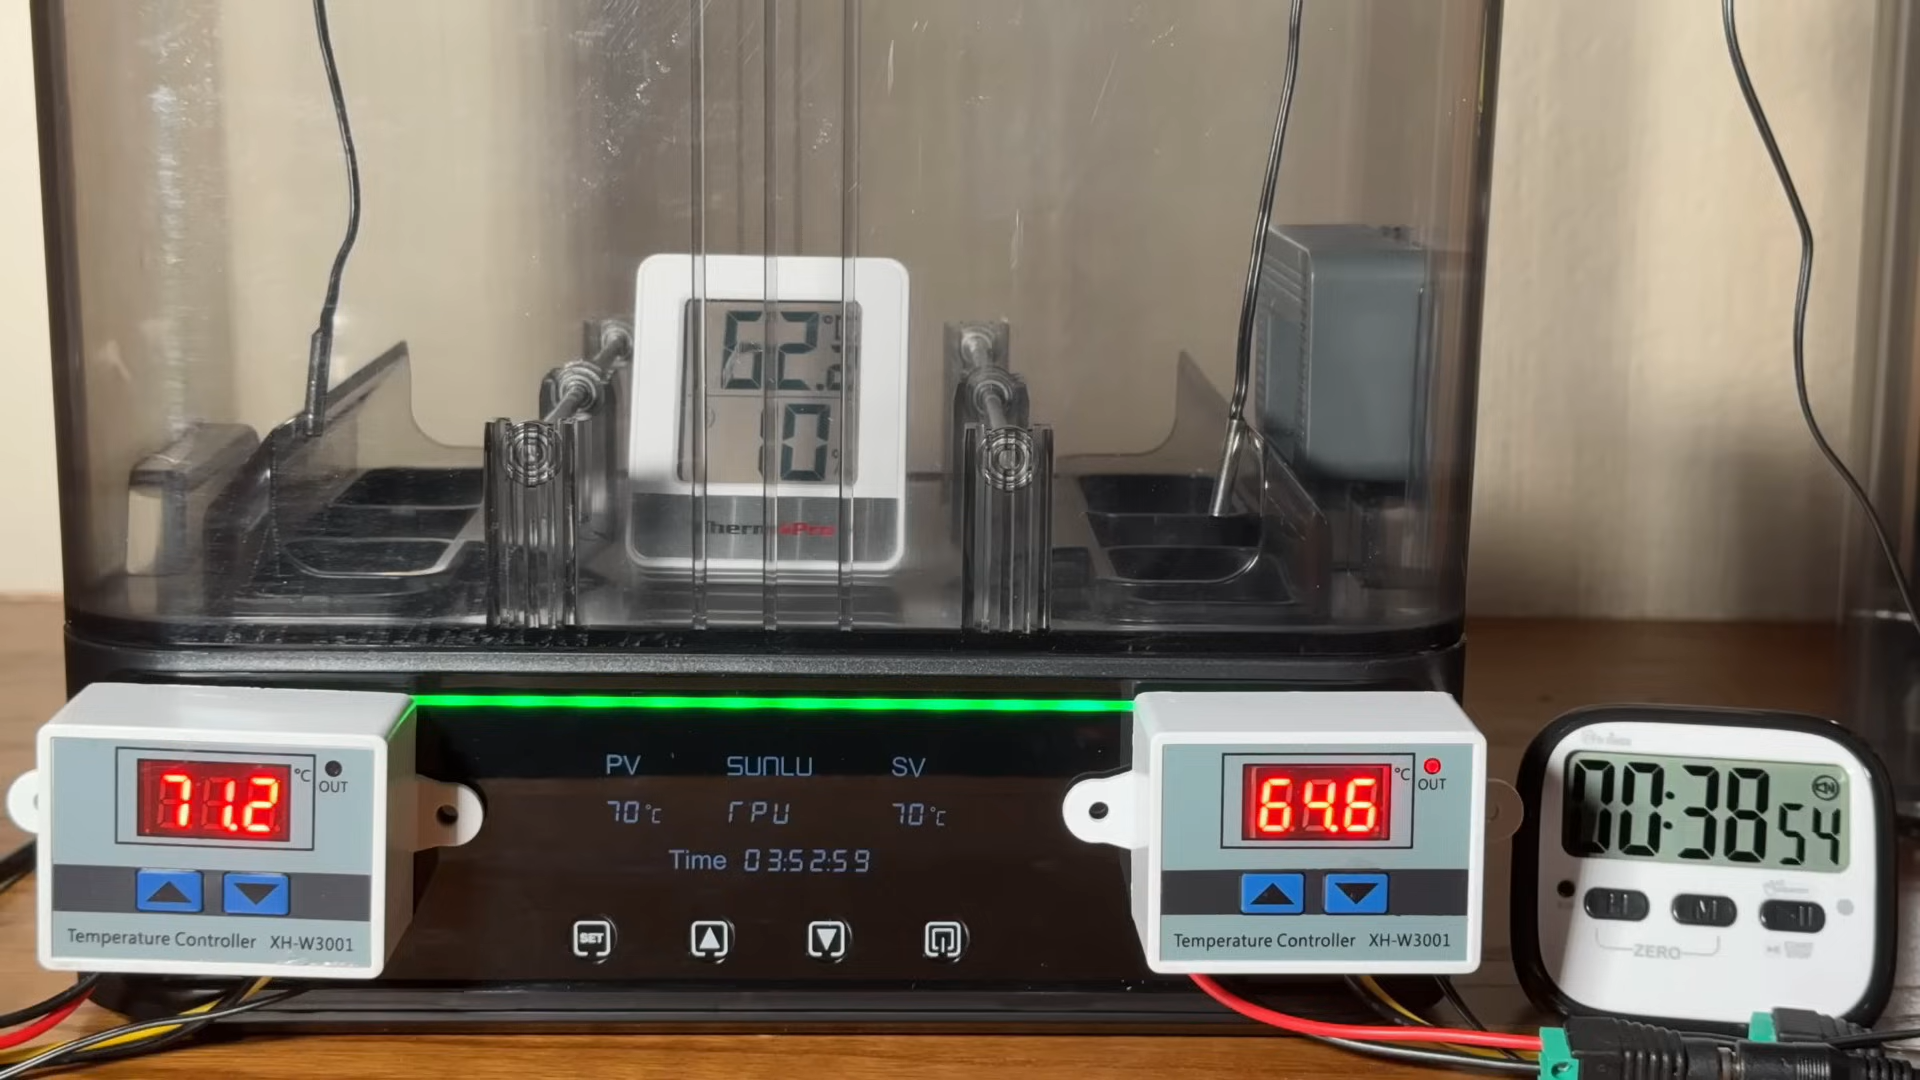 10
ThermoPro
71.2 °C
OUT
Temperature Controller XH-W3001
PV SUNLU SV
70°C TPU 70°C
Time 03:52:59
SET
64.6 °C
OUT
Temperature Controller XH-W3001
00:38 54
H M
ZERO